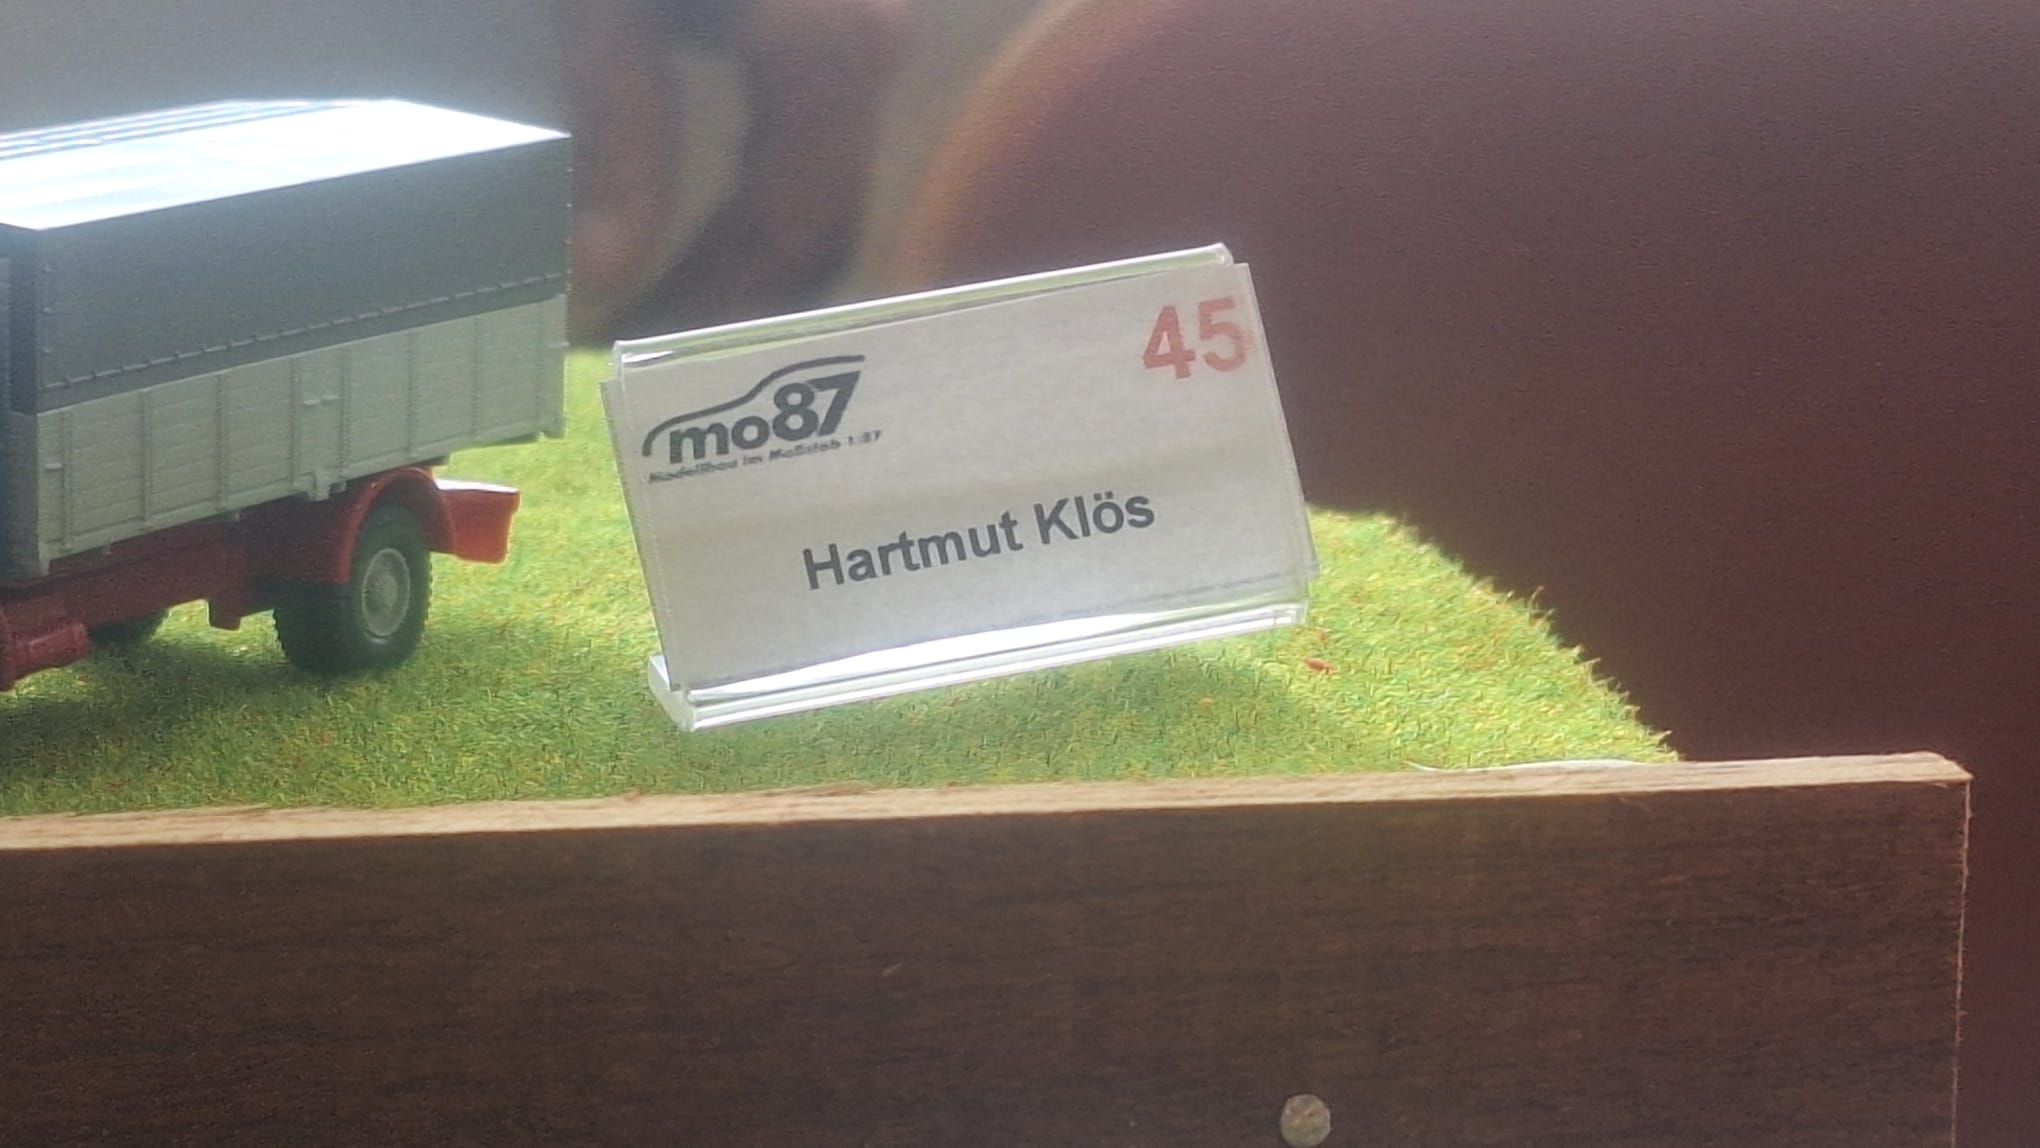 45
mo87
Modellbau im Maßstab 1:87
Hartmut Klös